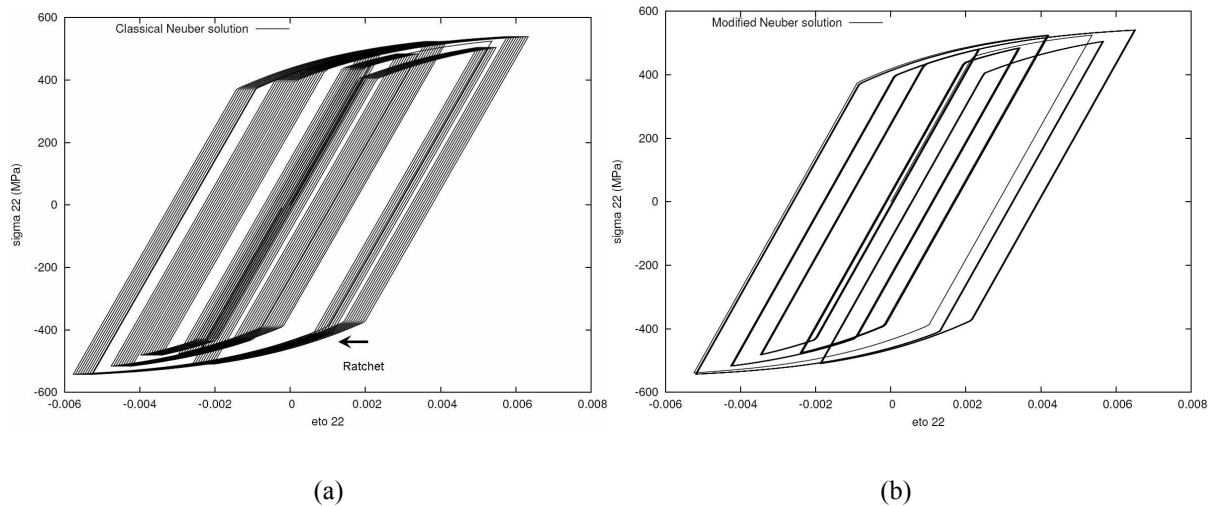 Classical Neuber solution
600
400
200
0
-200
-400
-600
sigma 22 (MPa)
Ratchet
-0.006 -0.004 -0.002 0 0.002 0.004 0.006 0.008
eto 22
(a)
Modified Neuber solution
600
400
200
0
-200
-400
-600
sigma 22 (MPa)
-0.006 -0.004 -0.002 0 0.002 0.004 0.006 0.008
eto 22
(b)